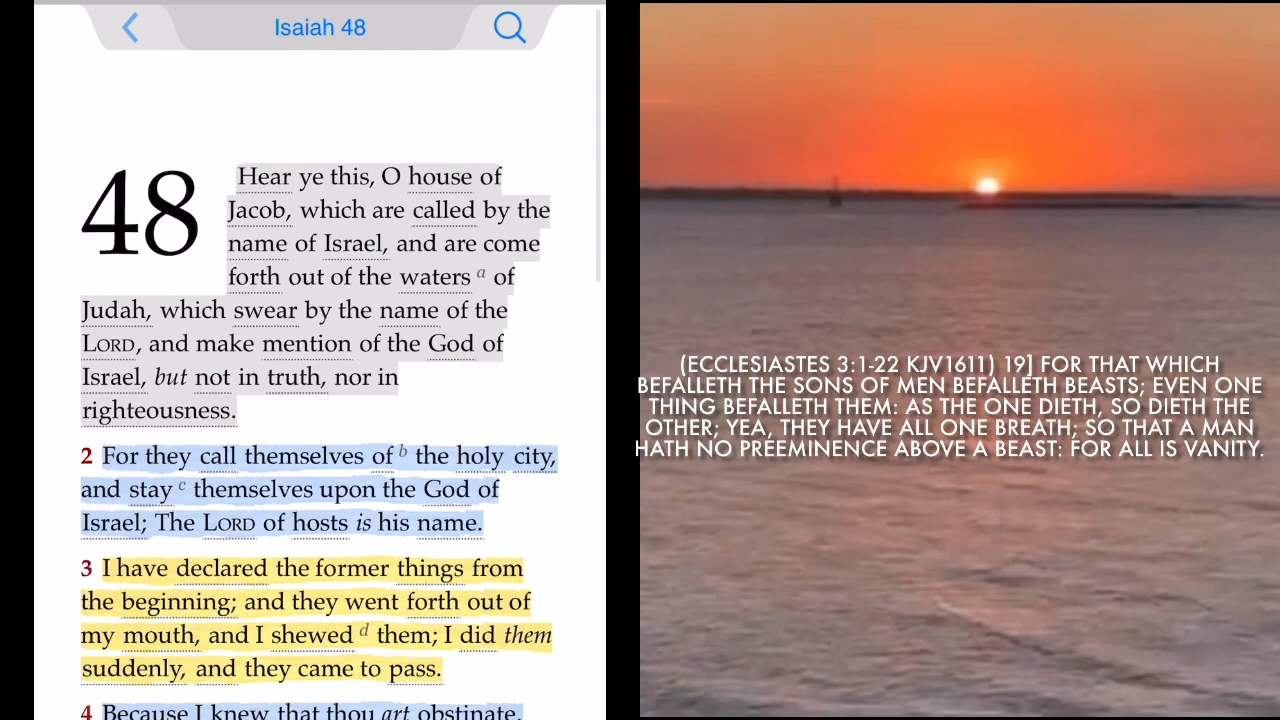 Isaiah 48
48
Hear ye this, O house of
Jacob, which are called by the
name of Israel, and are come
forth out of the waters a of
Judah, which swear by the name of the
LORD, and make mention of the God of
Israel, but not in truth, nor in
righteousness.
2 For they call themselves of b the holy city,
and stay c themselves upon the God of
Israel; The LORD of hosts is his name.
3 I have declared the former things from
the beginning; and they went forth out of
my mouth, and I shewed d them; I did them
suddenly, and they came to pass.
4 Because I knew that thou art obstinate,
(ECCLESIASTES 3:1-22 KJV1611) 19] FOR THAT WHICH
BEFALLETH THE SONS OF MEN BEFALLETH BEASTS; EVEN ONE
THING BEFALLETH THEM: AS THE ONE DIETH, SO DIETH THE
OTHER; YEA, THEY HAVE ALL ONE BREATH; SO THAT A MAN
HATH NO PREEMINENCE ABOVE A BEAST: FOR ALL IS VANITY.